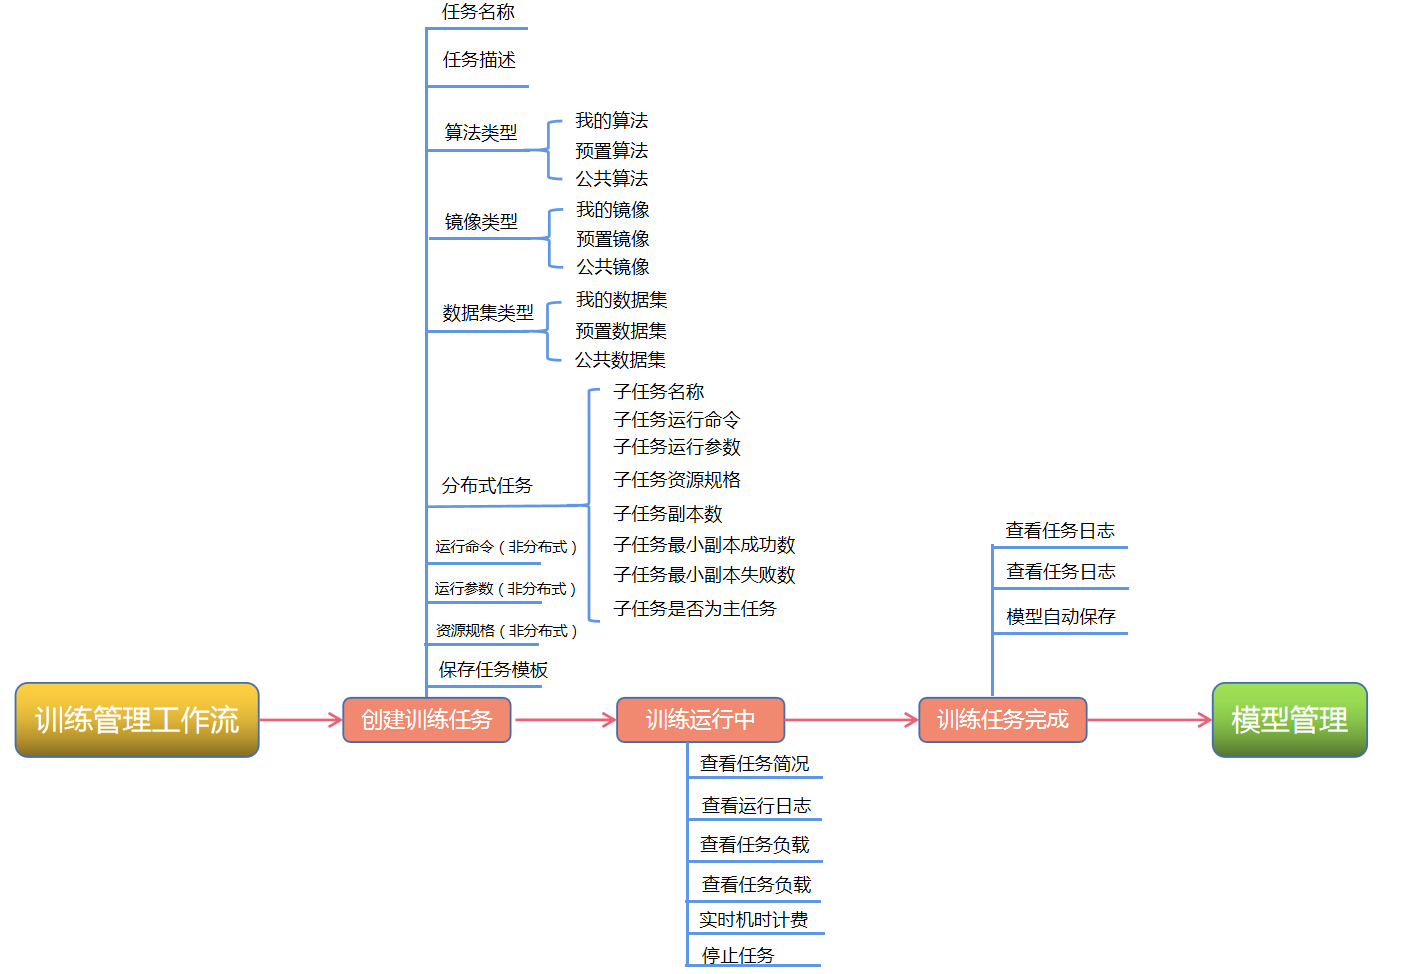 任务名称
任务描述
算法类型
我的算法
预置算法
公共算法
镜像类型
我的镜像
预置镜像
公共镜像
数据集类型
我的数据集
预置数据集
公共数据集
分布式任务
子任务名称
子任务运行命令
子任务运行参数
子任务资源规格
子任务副本数
子任务最小副本成功数
子任务最小副本失败数
子任务是否为主任务
运行命令（非分布式）
运行参数（非分布式）
资源规格（非分布式）
保存任务模板
查看任务日志
查看任务日志
模型自动保存
训练管理工作流
创建训练任务
训练运行中
训练任务完成
模型管理
查看任务简况
查看运行日志
查看任务负载
查看任务负载
实时机时计费
停止任务